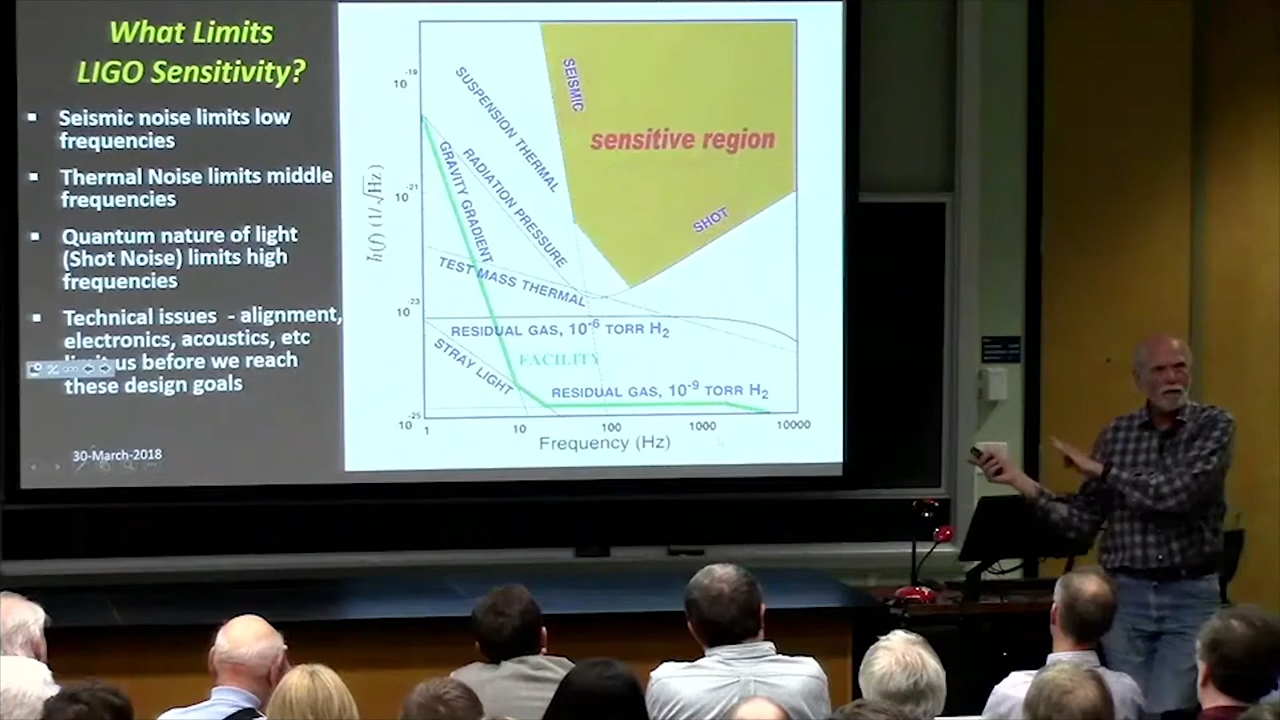 What Limits
LIGO Sensitivity?
▪ Seismic noise limits low
frequencies
▪ Thermal Noise limits middle
frequencies
▪ Quantum nature of light
(Shot Noise) limits high
frequencies
▪ Technical issues - alignment,
electronics, acoustics, etc
us before we reach
these design goals
30-March-2018
h(f) (1/√Hz)
10⁻¹⁹
10⁻²¹
10⁻²³
10⁻²⁵
SUSPENSION THERMAL
SEISMIC
sensitive region
SHOT
GRAVITY GRADIENT
RADIATION PRESSURE
TEST MASS THERMAL
RESIDUAL GAS, 10⁻⁶ TORR H₂
STRAY LIGHT
FACILITY
RESIDUAL GAS, 10⁻⁹ TORR H₂
1 10 100 1000 10000
Frequency (Hz)